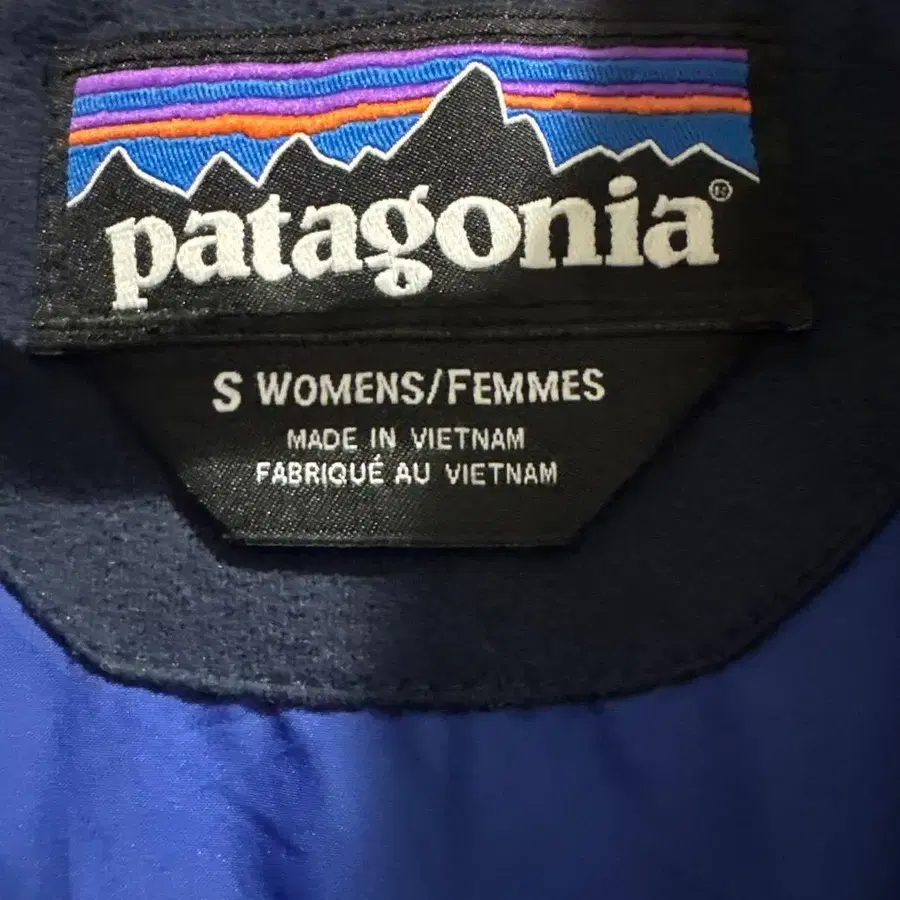 patagonia®
S WOMENS/FEMMES
MADE IN VIETNAM
FABRIQUÉ AU VIETNAM